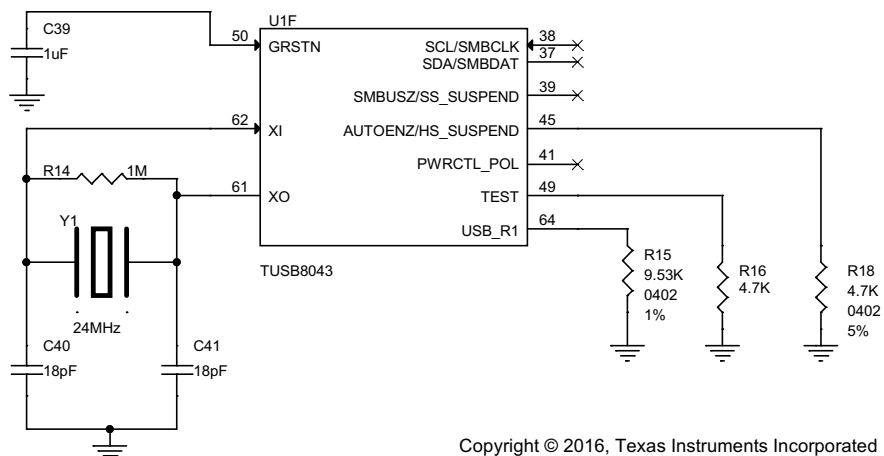 U1F
C39
1uF
50
GRSTN
SCL/SMBCLK
38
SDA/SMBDAT
37
SMBUSZ/SS_SUSPEND
39
62
XI
AUTOENZ/HS_SUSPEND
45
R14
1M
PWRCTL_POL
41
61
XO
TEST
49
Y1
USB_R1
64
TUSB8043
R15
9.53K
0402
1%
R16
4.7K
R18
4.7K
0402
5%
24MHz
C40
18pF
C41
18pF
Copyright © 2016, Texas Instruments Incorporated